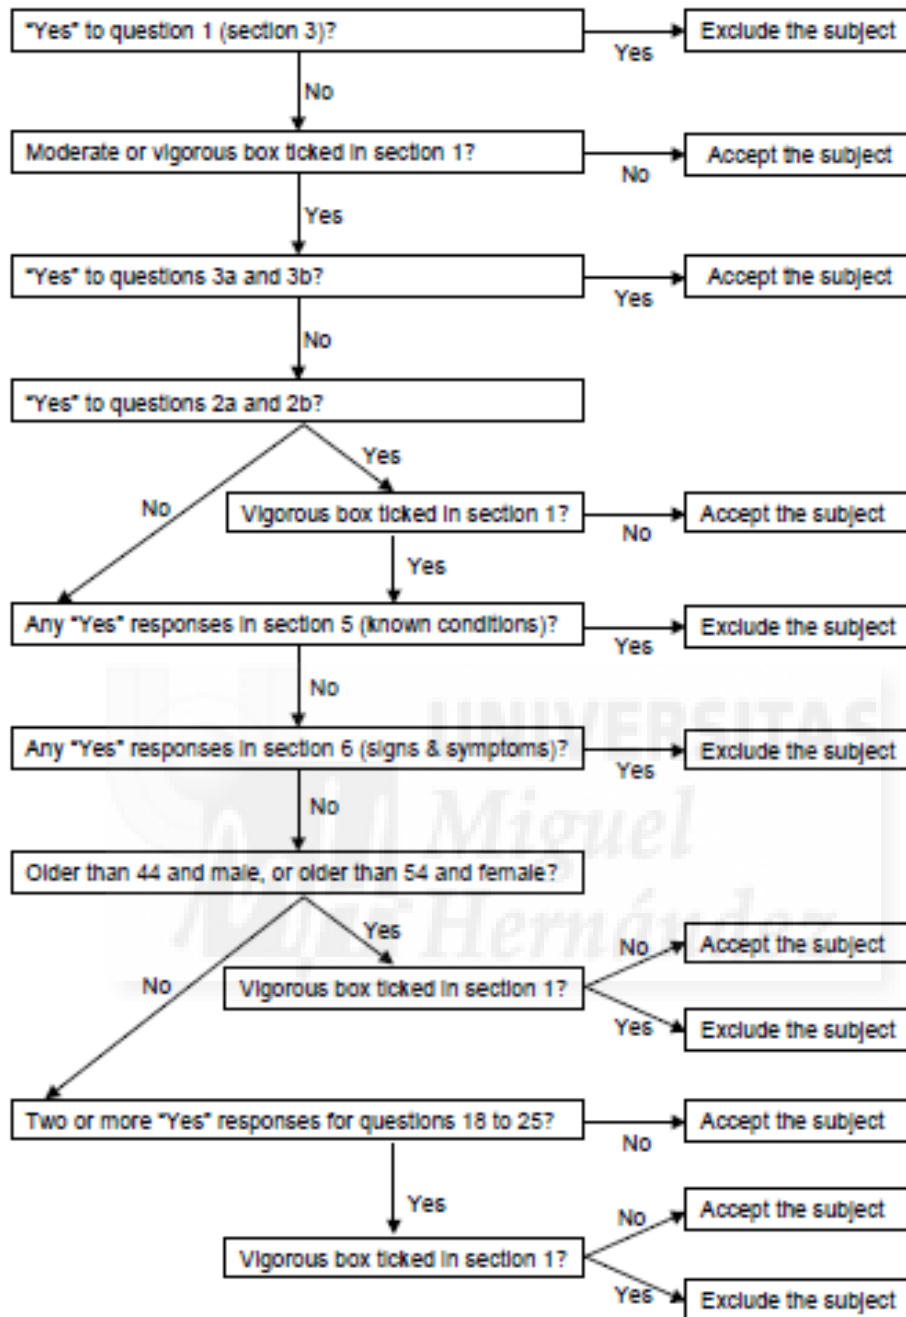 "Yes" to question 1 (section 3)?
Yes
Exclude the subject
No
Moderate or vigorous box ticked in section 1?
No
Accept the subject
Yes
"Yes" to questions 3a and 3b?
Yes
Accept the subject
No
"Yes" to questions 2a and 2b?
Yes
No
Vigorous box ticked in section 1?
No
Accept the subject
Yes
Any "Yes" responses in section 5 (known conditions)?
Yes
Exclude the subject
No
UNIVERSITAS
Any "Yes" responses in section 6 (signs & symptoms)?
Yes
Exclude the subject
No
Miguel
Older than 44 and male, or older than 54 and female?
Hernández
Yes
No
Vigorous box ticked in section 1?
No
Accept the subject
Yes
Exclude the subject
Two or more "Yes" responses for questions 18 to 25?
No
Accept the subject
Yes
Vigorous box ticked in section 1?
No
Accept the subject
Yes
Exclude the subject